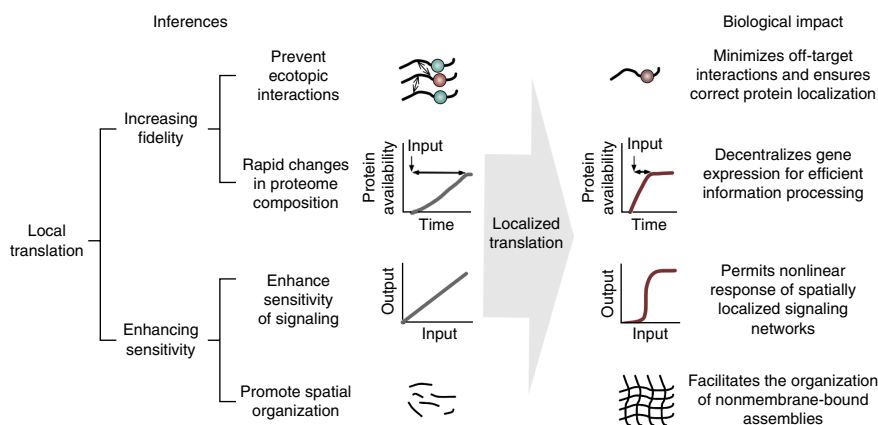 Inferences
Biological impact
Prevent
ecotopic
interactions
Minimizes off-target
interactions and ensures
correct protein localization
Increasing
fidelity
Rapid changes
in proteome
composition
Input
Protein
availability
Time
Input
Protein
availability
Time
Decentralizes gene
expression for efficient
information processing
Local
translation
Localized
translation
Enhance
sensitivity
of signaling
Output
Input
Output
Input
Permits nonlinear
response of spatially
localized signaling
networks
Enhancing
sensitivity
Promote spatial
organization
Facilitates the organization
of nonmembrane-bound
assemblies